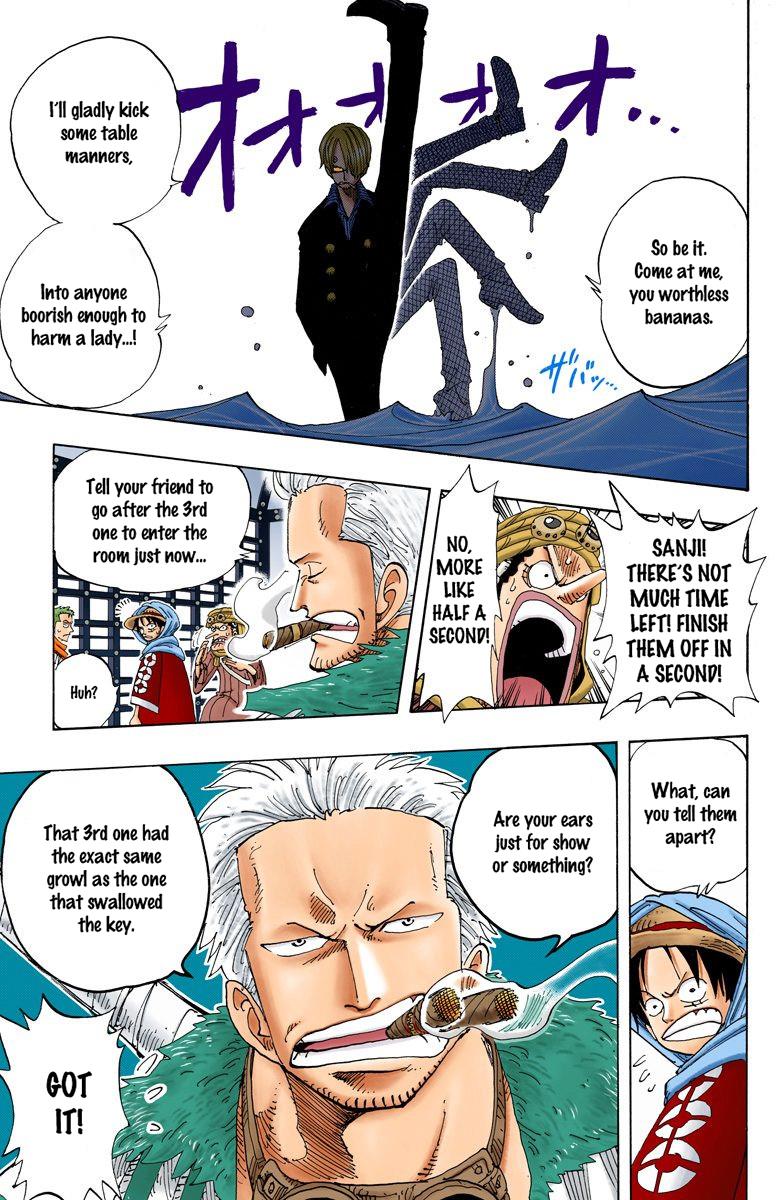 オオオオオ...
So be it.
Come at me,
you worthless
bananas.
ザバッ...
I'll gladly kick
some table
manners,
Into anyone
boorish enough to
harm a lady...!
SANJI!
THERE'S NOT
MUCH TIME
LEFT! FINISH
THEM OFF IN
A SECOND!
NO,
MORE
LIKE
HALF A
SECOND!
Tell your friend to
go after the 3rd
one to enter the
room just now...
Huh?
What, can
you tell them
apart?
Are your ears
just for show
or something?
That 3rd one had
the exact same
growl as the one
that swallowed
the key.
GOT
IT!